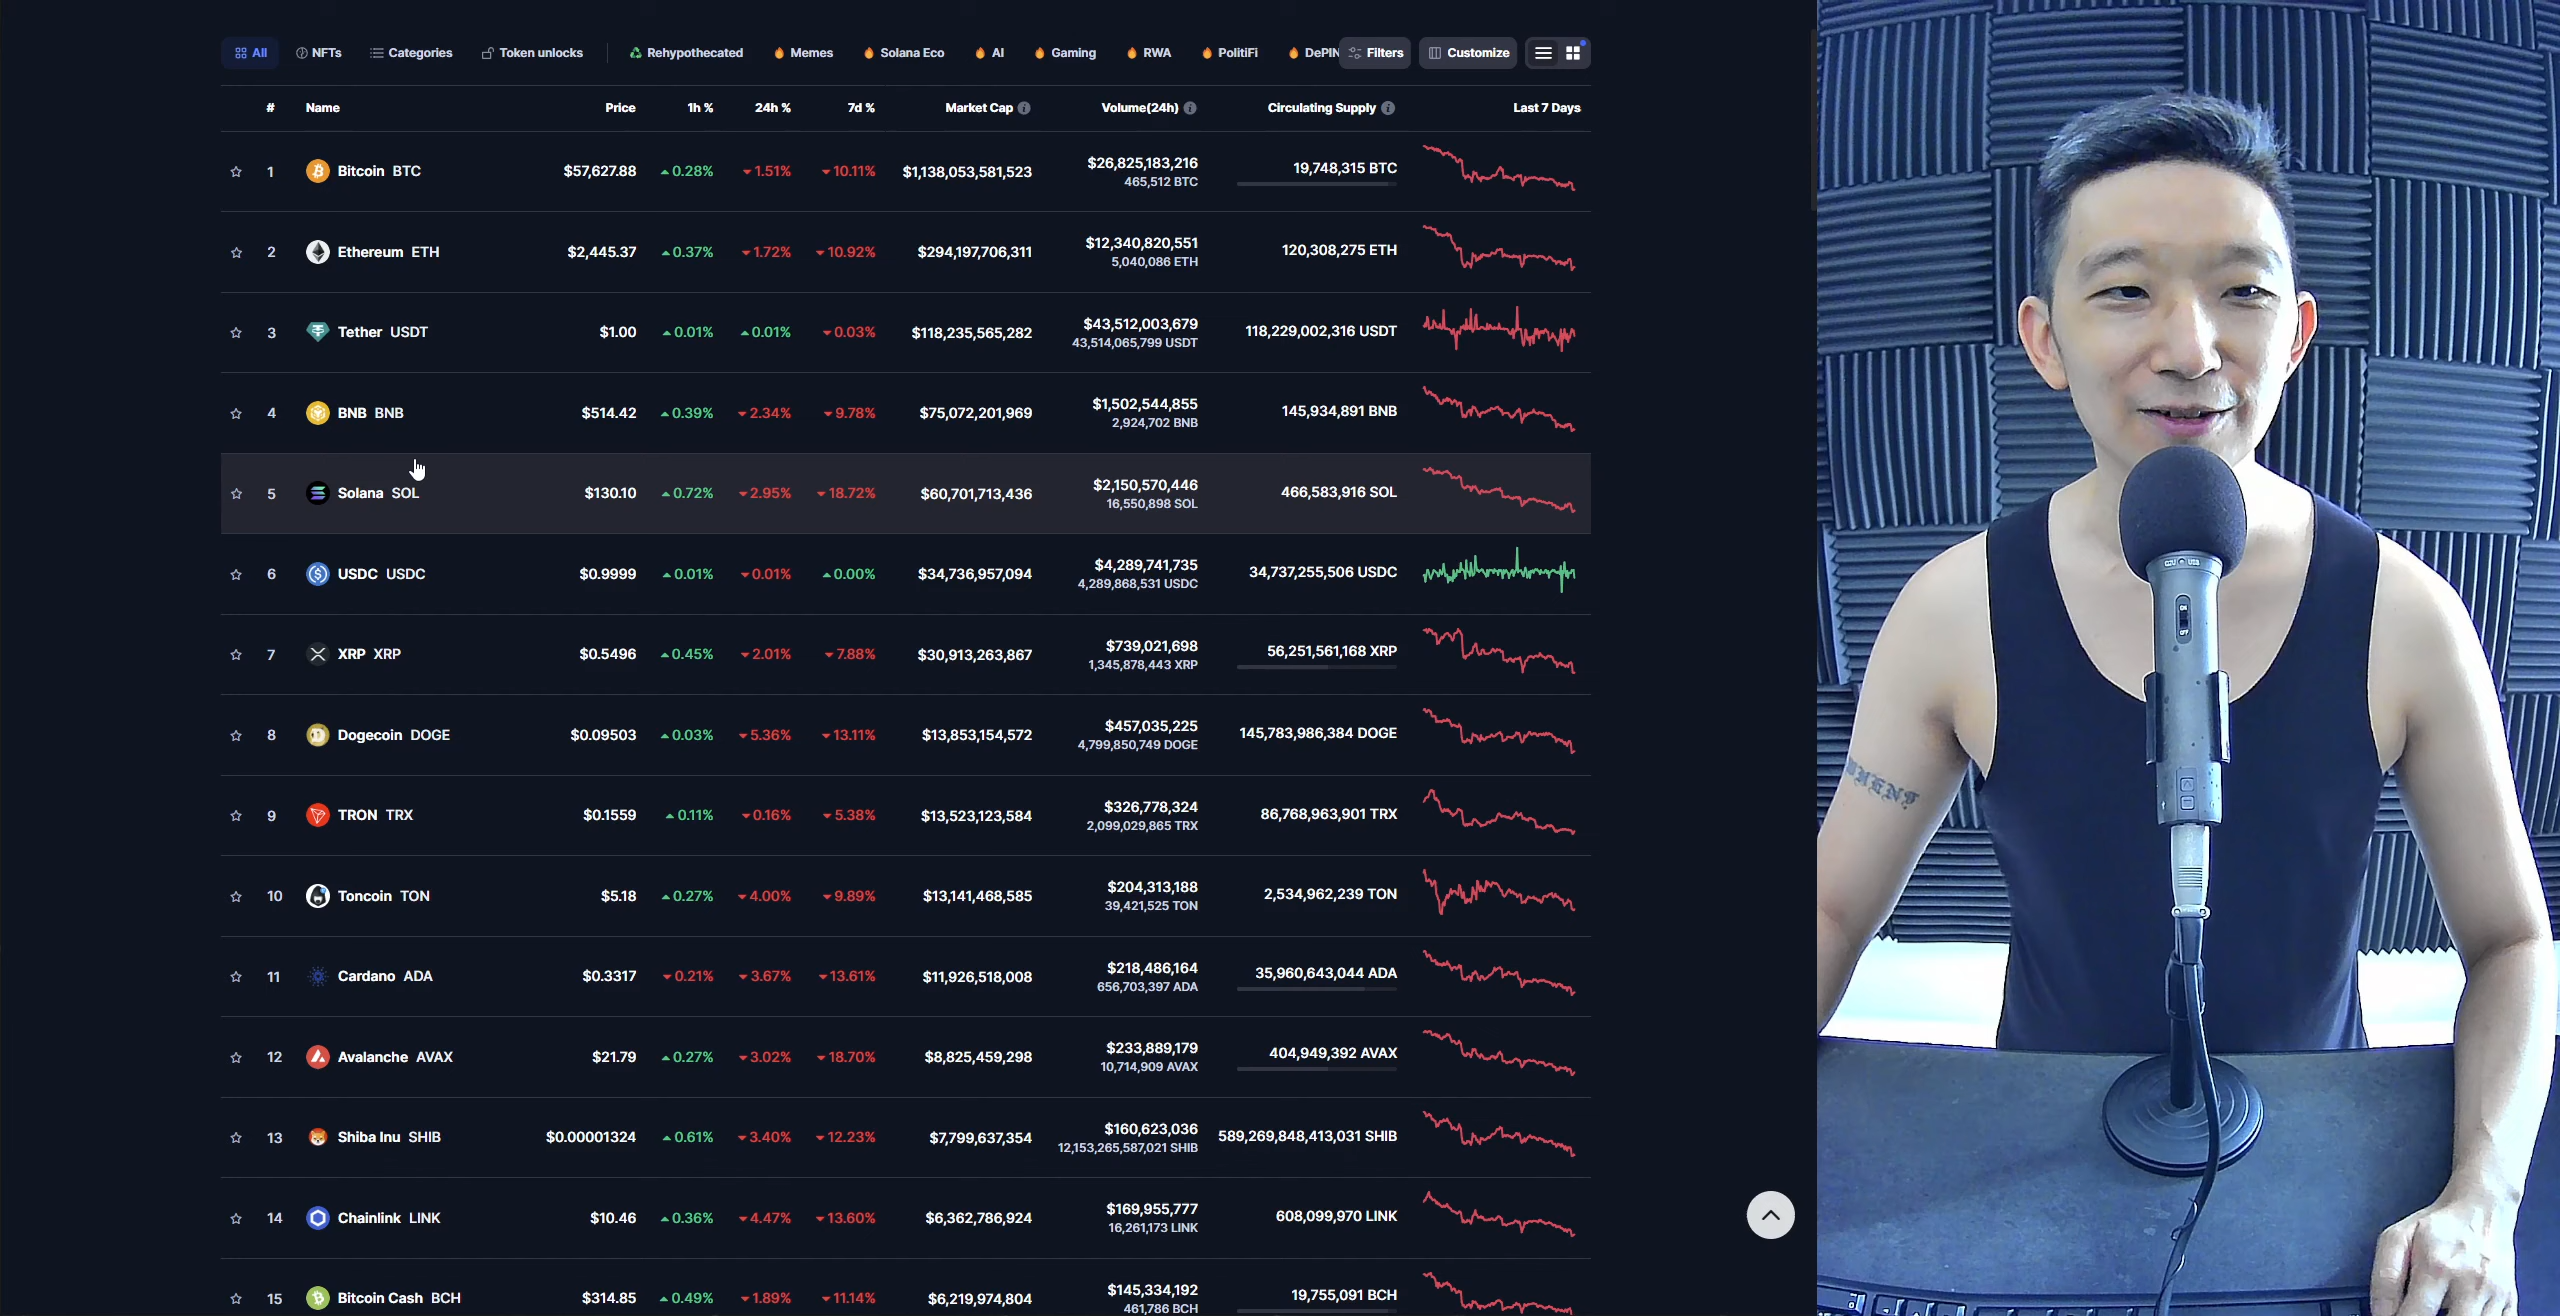 All NFTs Categories Token unlocks Rehypothecated Memes Solana Eco AI Gaming RWA PolitiFi DePIN Filters Customize
# Name Price 1h % 24h % 7d % Market Cap Volume(24h) Circulating Supply Last 7 Days
1 Bitcoin BTC $57,627.88 0.28% 1.51% 10.11% $1,138,053,581,523 $26,825,183,216 19,748,315 BTC
465,512 BTC
2 Ethereum ETH $2,445.37 0.37% 1.72% 10.92% $294,197,706,311 $12,340,820,551 120,308,275 ETH
5,040,086 ETH
3 Tether USDT $1.00 0.01% 0.01% 0.03% $118,235,565,282 $43,512,003,679 118,229,002,316 USDT
43,514,065,799 USDT
4 BNB BNB $514.42 0.39% 2.34% 9.78% $75,072,201,969 $1,502,544,855 145,934,891 BNB
2,924,702 BNB
5 Solana SOL $130.10 0.72% 2.95% 18.72% $60,701,713,436 $2,150,570,446 466,583,916 SOL
16,550,898 SOL
6 USDC USDC $0.9999 0.01% 0.01% 0.00% $34,736,957,094 $4,289,741,735 34,737,255,506 USDC
4,289,868,531 USDC
7 XRP XRP $0.5496 0.45% 2.01% 7.88% $30,913,263,867 $739,021,698 56,251,561,168 XRP
1,345,878,443 XRP
8 Dogecoin DOGE $0.09503 0.03% 5.36% 13.11% $13,853,154,572 $457,035,225 145,783,986,384 DOGE
4,799,850,749 DOGE
9 TRON TRX $0.1559 0.11% 0.16% 5.38% $13,523,123,584 $326,778,324 86,768,963,901 TRX
2,099,029,865 TRX
10 Toncoin TON $5.18 0.27% 4.00% 9.89% $13,141,468,585 $204,313,188 2,534,962,239 TON
39,421,525 TON
11 Cardano ADA $0.3317 0.21% 3.67% 13.61% $11,926,518,008 $218,486,164 35,960,643,044 ADA
656,703,397 ADA
12 Avalanche AVAX $21.79 0.27% 3.02% 18.70% $8,825,459,298 $233,889,179 404,949,392 AVAX
10,714,909 AVAX
13 Shiba Inu SHIB $0.00001324 0.61% 3.40% 12.23% $7,799,637,354 $160,623,036 589,269,848,413,031 SHIB
12,153,265,587,021 SHIB
14 Chainlink LINK $10.46 0.36% 4.47% 13.60% $6,362,786,924 $169,955,777 608,099,970 LINK
16,261,173 LINK
15 Bitcoin Cash BCH $314.85 0.49% 1.89% 11.14% $6,219,974,804 $145,334,192 19,755,091 BCH
461,786 BCH
ON
OFF